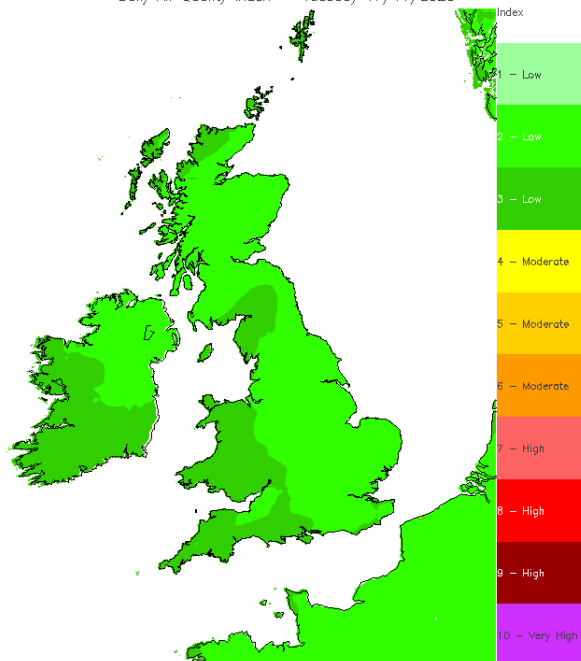 Index
1 - Low
2 - Low
3 - Low
4 - Moderate
5 - Moderate
6 - Moderate
7 - High
8 - High
9 - High
10 - Very High